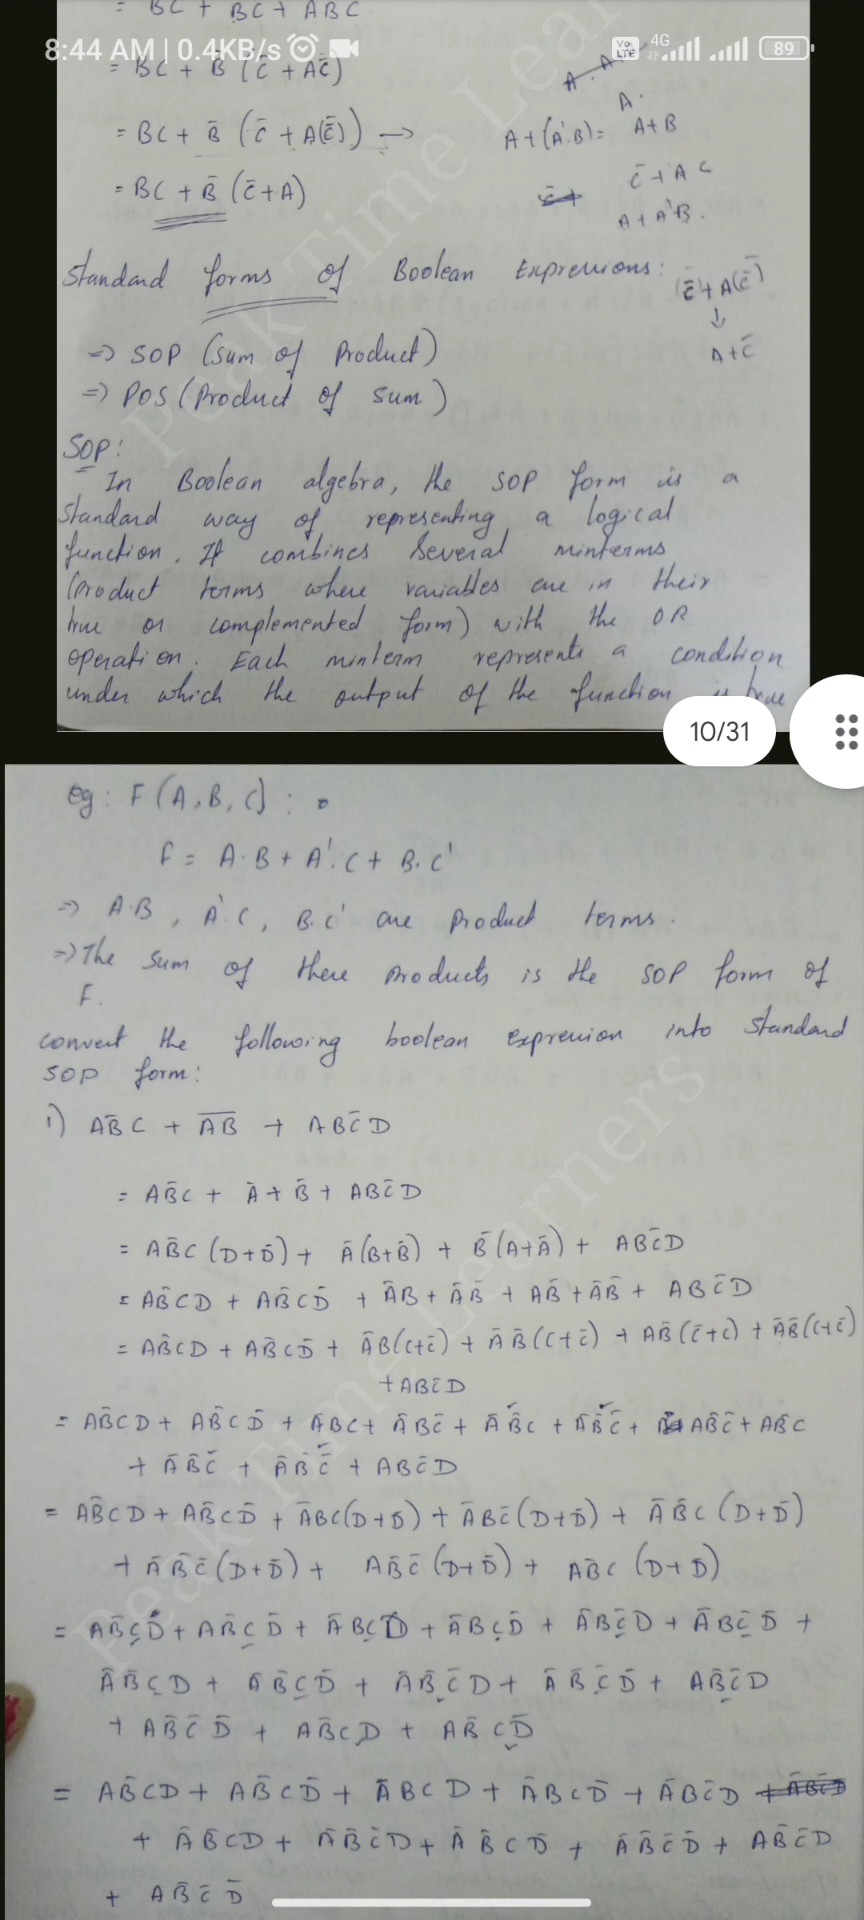 = BC + B̄C̄ + AB̄C
8:44 AM | 0.4KB/s
Vo LTE 4G 89
= BC + B̄ (C̄ + AC̿)
A . A
A .
= BC + B̄ (C̄ + A(C̿)) →
A + (A'.B) = A + B
= BC + B̄ (C̄ + A)
C̄ + A C
A + A'B.
Standard forms of Boolean Expressions:
(C̄) + A(C̿)
↓
A + C̄
⇒ SOP (Sum of Product)
⇒ POS (Product of sum)
SOP:
In Boolean algebra, the SOP form is a
standard way of representing a logical
function. It combines several minterms
(product terms where variables are in their
true or complemented form) with the OR
operation. Each minterm represents a condition
under which the output of the function is true
10/31
eg: F(A,B,C) :
F = A·B + A'·C + B·C'
⇒ A·B, A'·C, B·C' are Product terms.
⇒ The sum of these products is the SOP form of
F.
convert the following boolean expression into standard
SOP form:
1) AB̄C + A̅B̅ + ABC̄D
= AB̄C + Ā + B̄ + ABC̄D
= AB̄C (D+D̄) + Ā(B+B̄) + B̄(A+Ā) + ABC̄D
= AB̄CD + AB̄CD̄ + ĀB + ĀB̄ + AB̄ + ĀB̄ + ABC̄D
= AB̄CD + AB̄CD̄ + ĀB(C+C̄) + ĀB̄(C+C̄) + AB̄(C̄+C) + ĀB̄(C+C̄)
+ ABC̄D
= AB̄CD + AB̄CD̄ + ĀBC + ĀBC̄ + ĀB̄C + ĀB̄C̄ + AB̄C̄ + AB̄C
+ ĀB̄C + ĀB̄C̄ + ABC̄D
= AB̄CD + AB̄CD̄ + ĀBC(D+D̄) + ĀBC̄(D+D̄) + ĀB̄C (D+D̄)
+ ĀB̄C̄(D+D̄) + AB̄C̄(D+D̄) + AB̄C (D+D̄)
= AB̄CD + AB̄CD̄ + ĀBCD + ĀBCD̄ + ĀBC̄D + ĀBC̄D̄ +
ĀB̄CD + ĀB̄CD̄ + ĀB̄C̄D + ĀB̄C̄D̄ + AB̄C̄D
+ AB̄C̄D̄ + AB̄CD + AB̄CD̄
= AB̄CD + AB̄CD̄ + ĀBCD + ĀBCD̄ + ĀBC̄D
+ ĀB̄CD + ĀB̄C̄D + ĀB̄CD̄ + ĀB̄C̄D̄ + AB̄C̄D
+ AB̄C̄D̄
Peak Time Learners